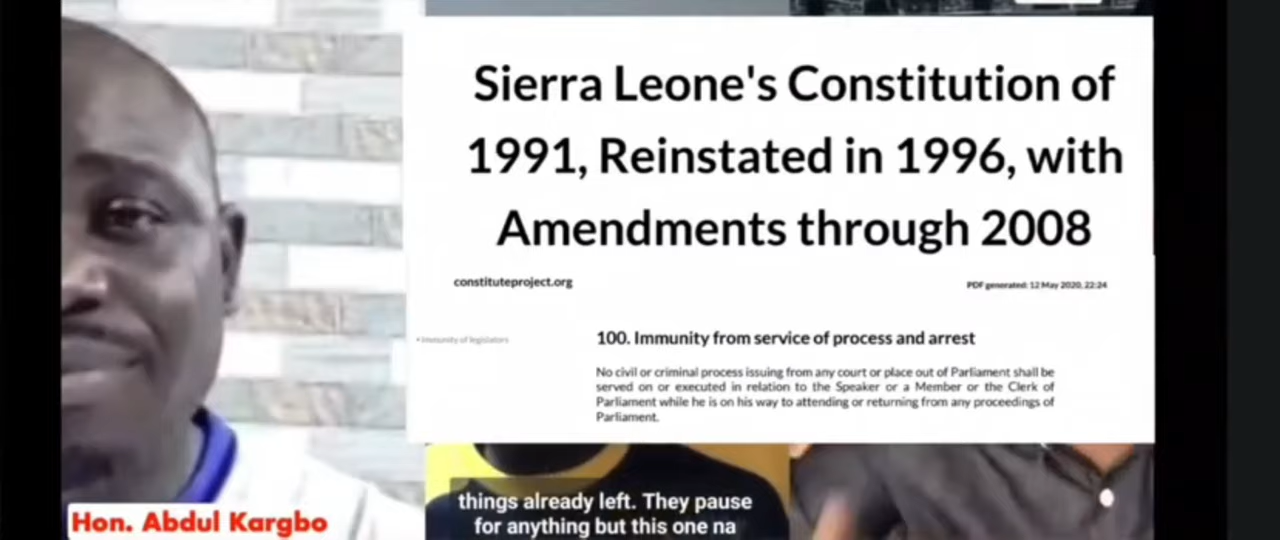 Sierra Leone's Constitution of
1991, Reinstated in 1996, with
Amendments through 2008
constituteproject.org
PDF generated: 12 May 2020, 22:24
• Immunity of legislators
100. Immunity from service of process and arrest
No civil or criminal process issuing from any court or place out of Parliament shall be
served on or executed in relation to the Speaker or a Member or the Clerk of
Parliament while he is on his way to attending or returning from any proceedings of
Parliament.
things already left. They pause
for anything but this one na
Hon. Abdul Kargbo